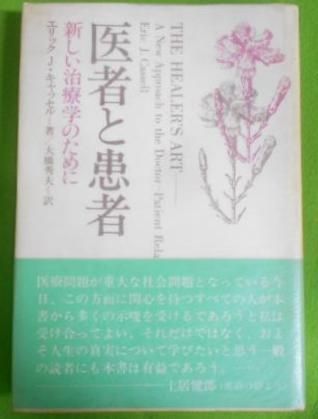 医者と患者
新しい治療学のために
エリック J・キャッセル―著/大橋秀夫―訳
THE HEALER'S ART―
A New Approach to the Doctor–Patient Rela
Eric J. Cassell
医療問題が重大な社会問題となっている今
日、この方面に関心を持つすべての人が本
書から多くの示唆を受けるであろうと私は
受け合ってよい。それだけではなく、およ
そ人生の真実について学びたいと思う一般
の読者にも本書は有益であろう。
――土居健郎